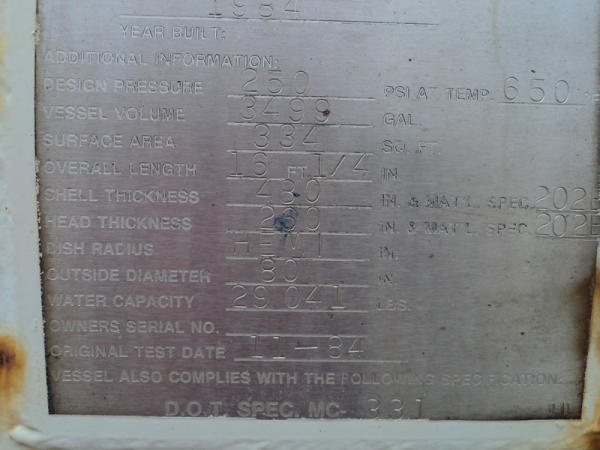 1984
YEAR BUILT:
ADDITIONAL INFORMATION:
DESIGN PRESSURE 250 PSI AT TEMP. 650 °F
VESSEL VOLUME 3499 GAL.
SURFACE AREA 334 SQ. FT.
OVERALL LENGTH 16 FT. 1/4 IN.
SHELL THICKNESS 430 IN. & MAT'L. SPEC. 202
HEAD THICKNESS 260 IN. & MAT'L. SPEC. 202
DISH RADIUS HEMI IN.
OUTSIDE DIAMETER 80 IN.
WATER CAPACITY 29041 LBS.
OWNERS SERIAL NO.
ORIGINAL TEST DATE 11-84
VESSEL ALSO COMPLIES WITH THE FOLLOWING SPECIFICATION:
D.O.T. SPEC. MC- 331